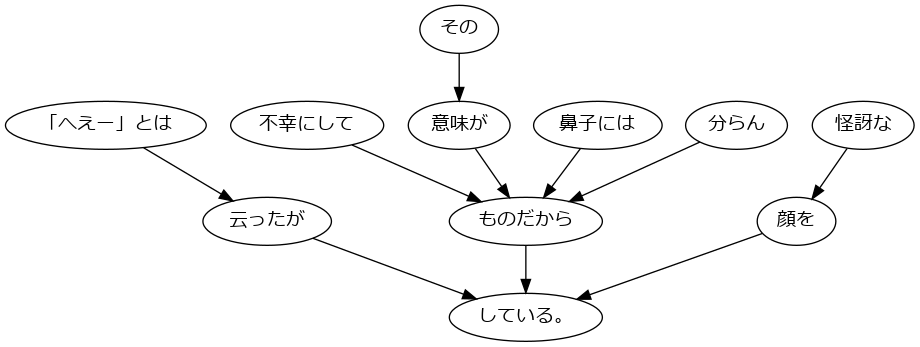 その
「へえー」とは
不幸にして
意味が
鼻子には
分らん
怪訝な
云ったが
ものだから
顔を
している。